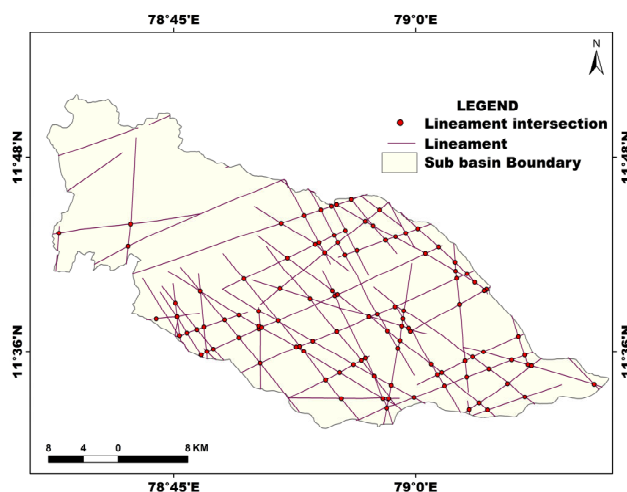 78°45'E 79°0'E
N
LEGEND
Lineament intersection
Lineament
Sub basin Boundary
11°48'N 11°48'N
11°36'N 11°36'N
8 4 0 8 KM
78°45'E 79°0'E